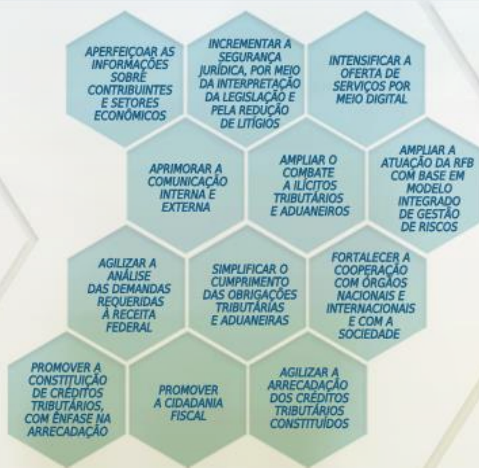 APERFEIÇOAR AS
INFORMAÇÕES
SOBRE
CONTRIBUINTES
E SETORES
ECONÔMICOS
INCREMENTAR A
SEGURANÇA
JURÍDICA, POR MEIO
DA INTERPRETAÇÃO
DA LEGISLAÇÃO E
PELA REDUÇÃO
DE LITÍGIOS
INTENSIFICAR A
OFERTA DE
SERVIÇOS POR
MEIO DIGITAL
APRIMORAR A
COMUNICAÇÃO
INTERNA E
EXTERNA
AMPLIAR O
COMBATE
A ILÍCITOS
TRIBUTÁRIOS
E ADUANEIROS
AMPLIAR A
ATUAÇÃO DA RFB
COM BASE EM
MODELO
INTEGRADO
DE GESTÃO
DE RISCOS
AGILIZAR A
ANÁLISE
DAS DEMANDAS
REQUERIDAS
À RECEITA
FEDERAL
SIMPLIFICAR O
CUMPRIMENTO
DAS OBRIGAÇÕES
TRIBUTÁRIAS
E ADUANEIRAS
FORTALECER A
COOPERAÇÃO
COM ÓRGÃOS
NACIONAIS E
INTERNACIONAIS
E COM A
SOCIEDADE
PROMOVER A
CONSTITUIÇÃO
DE CRÉDITOS
TRIBUTÁRIOS,
COM ÊNFASE NA
ARRECADAÇÃO
PROMOVER
A CIDADANIA
FISCAL
AGILIZAR A
ARRECADAÇÃO
DOS CRÉDITOS
TRIBUTÁRIOS
CONSTITUÍDOS